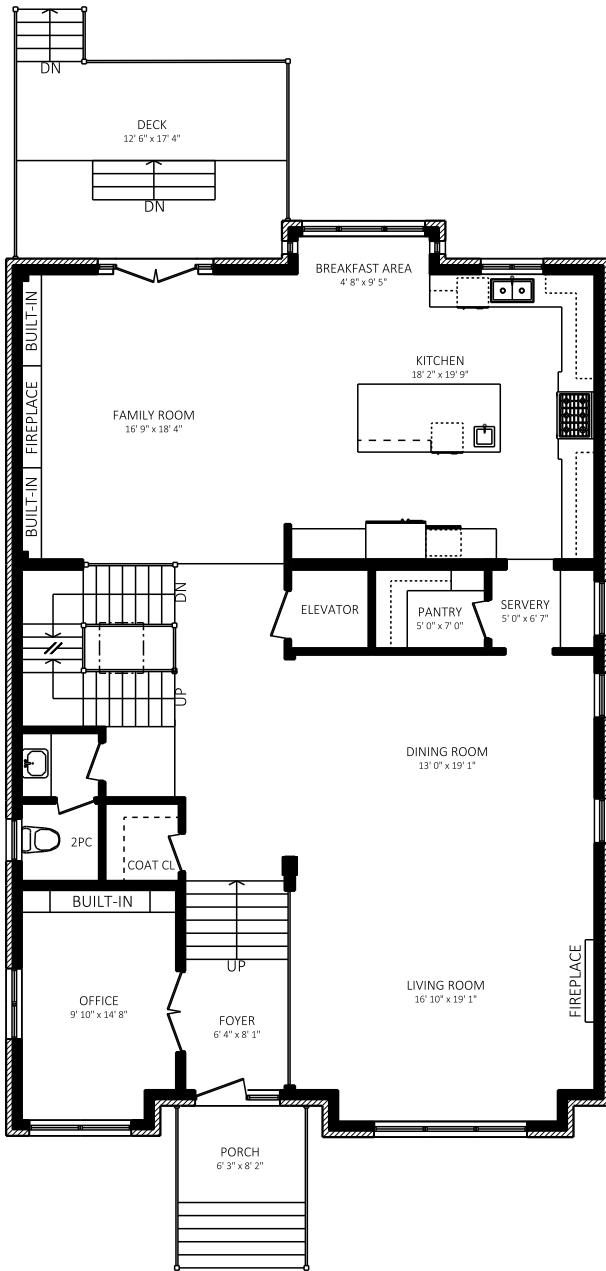 DN
DECK
12' 6" x 17' 4"
DN
BREAKFAST AREA
4' 8" x 9' 5"
BUILT-IN
KITCHEN
18' 2" x 19' 9"
FIREPLACE
FAMILY ROOM
16' 9" x 18' 4"
BUILT-IN
DN
ELEVATOR
PANTRY
5' 0" x 7' 0"
SERVERY
5' 0" x 6' 7"
UP
DINING ROOM
13' 0" x 19' 1"
2PC
COAT CL
BUILT-IN
UP
FIREPLACE
LIVING ROOM
16' 10" x 19' 1"
OFFICE
9' 10" x 14' 8"
FOYER
6' 4" x 8' 1"
PORCH
6' 3" x 8' 2"